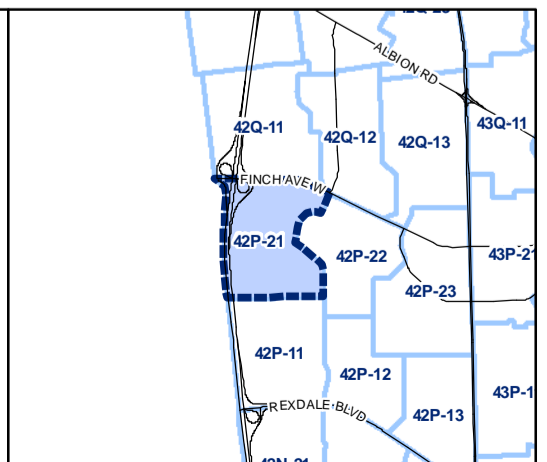 ALBION RD
42Q-11
42Q-12
42Q-13
43Q-11
FINCH AVE W
42P-21
42P-22
43P-21
42P-23
42P-11
42P-12
43P-1
REXDALE BLVD
42P-13